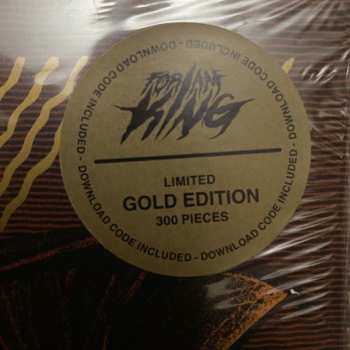 DOWNLOAD CODE INCLUDED - DOWNLOAD CODE INCLUDED - DOWNLOAD CODE INCLUDED - DOWNLOAD CODE INCLUDED -
FOR I AM
KING
LIMITED
GOLD EDITION
300 PIECES